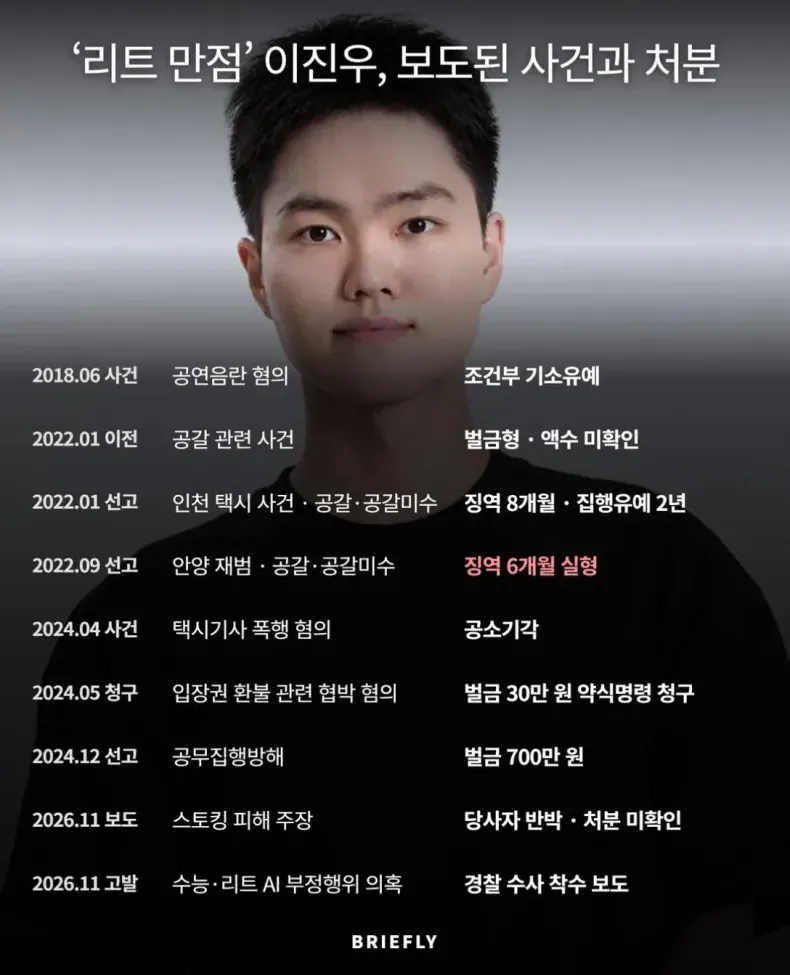 ‘리트 만점’ 이진우, 보도된 사건과 처분
2018.06 사건 공연음란 혐의 조건부 기소유예
2022.01 이전 공갈 관련 사건 벌금형 · 액수 미확인
2022.01 선고 인천 택시 사건 · 공갈·공갈미수 징역 8개월 · 집행유예 2년
2022.09 선고 안양 재범 · 공갈·공갈미수 징역 6개월 실형
2024.04 사건 택시기사 폭행 혐의 공소기각
2024.05 청구 입장권 환불 관련 협박 혐의 벌금 30만 원 약식명령 청구
2024.12 선고 공무집행방해 벌금 700만 원
2026.11 보도 스토킹 피해 주장 당사자 반박 · 처분 미확인
2026.11 고발 수능·리트 AI 부정행위 의혹 경찰 수사 착수 보도
BRIEFLY